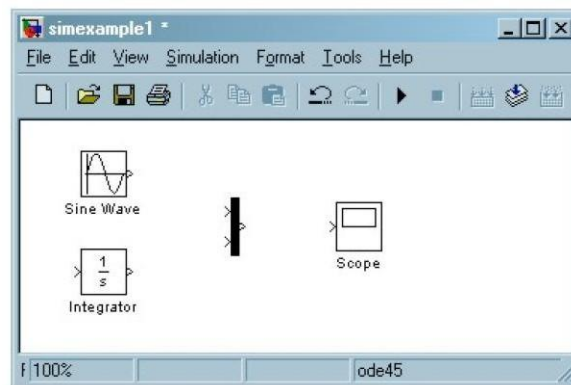 simexample1 *
File Edit View Simulation Format Tools Help
Sine Wave
1
s
Integrator
Scope
100%
ode45